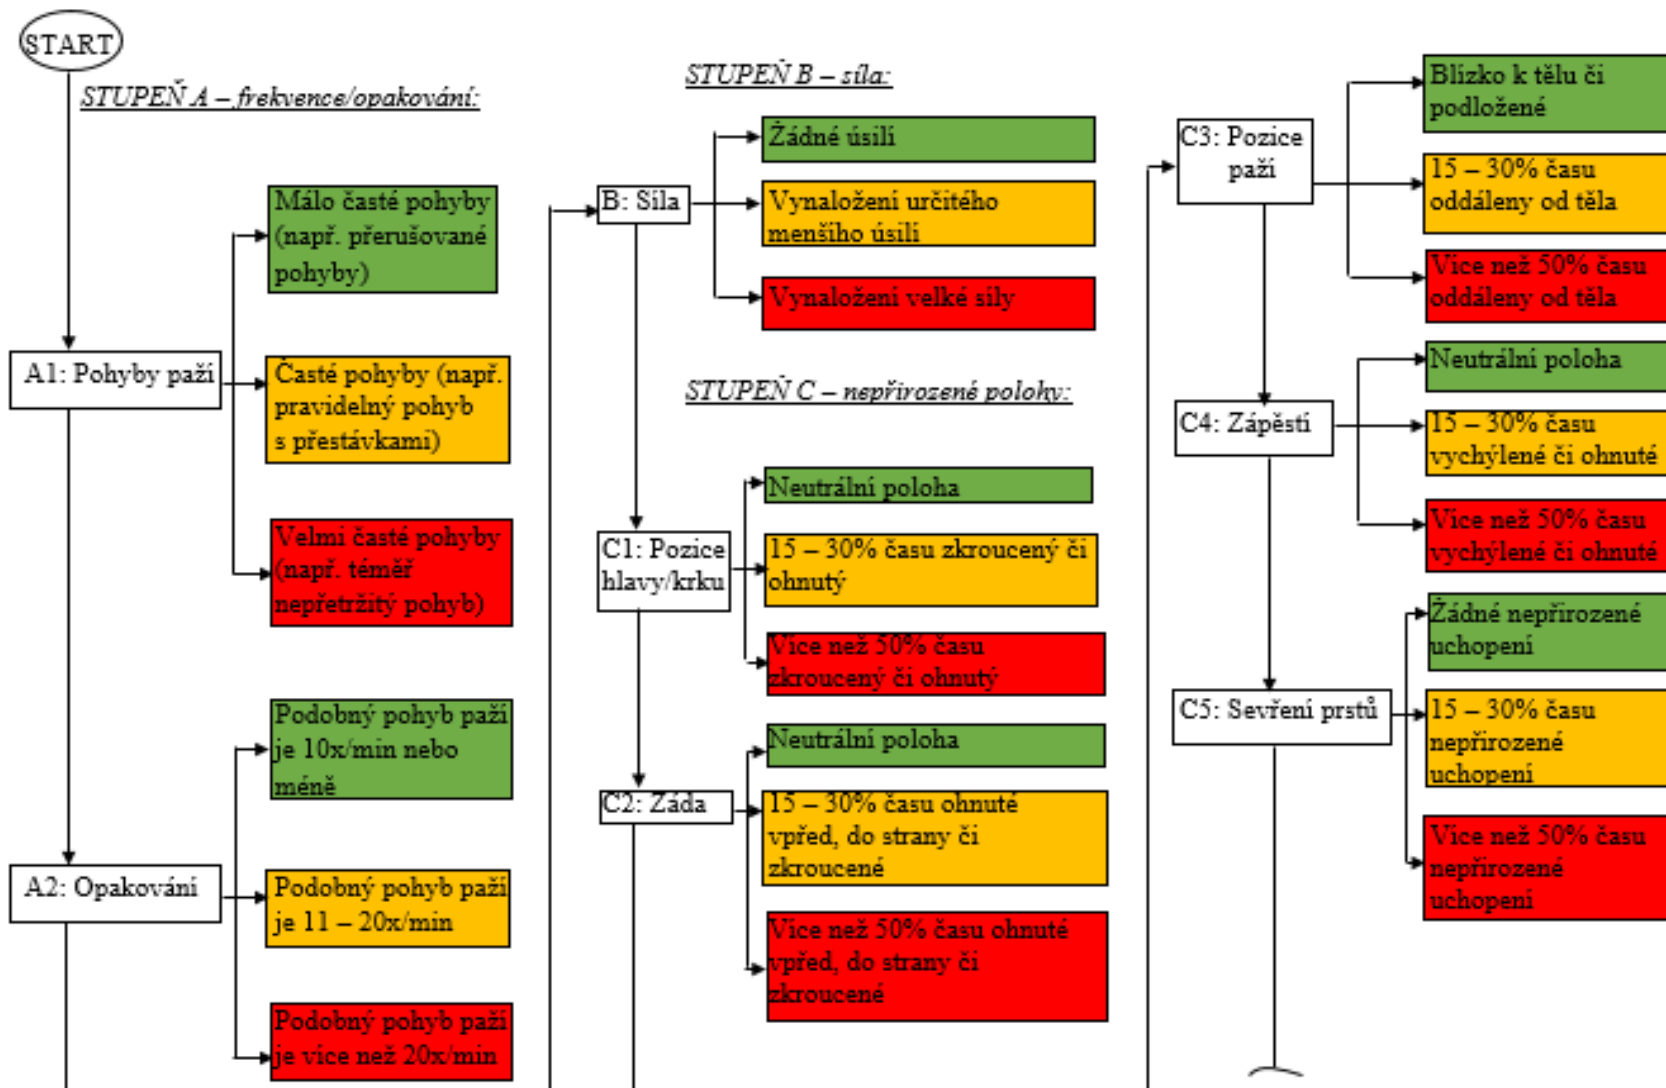 START
STUPEŇ A – frekvence/opakování:
A1: Pohyby paží
Málo časté pohyby
(např. přerušované
pohyby)
Časté pohyby (např.
pravidelný pohyb
s přestávkami)
Velmi časté pohyby
(např. téměř
nepřetržitý pohyb)
A2: Opakování
Podobný pohyb paží
je 10x/min nebo
méně
Podobný pohyb paží
je 11 – 20x/min
Podobný pohyb paží
je více než 20x/min
STUPEŇ B – síla:
B: Síla
Žádné úsilí
Vynaložení určitého
menšího úsilí
Vynaložení velké síly
STUPEŇ C – nepřirozené polohy:
C1: Pozice
hlavy/krku
Neutrální poloha
15 – 30% času zkroucený či
ohnutý
Více než 50% času
zkroucený či ohnutý
C2: Záda
Neutrální poloha
15 – 30% času ohnuté
vpřed, do strany či
zkroucené
Více než 50% času ohnuté
vpřed, do strany či
zkroucené
C3: Pozice
paží
Blízko k tělu či
podložené
15 – 30% času
oddáleny od těla
Více než 50% času
oddáleny od těla
C4: Zápěstí
Neutrální poloha
15 – 30% času
vychýlené či ohnuté
Více než 50% času
vychýlené či ohnuté
C5: Sevření prstů
Žádné nepřirozené
uchopení
15 – 30% času
nepřirozené
uchopení
Více než 50% času
nepřirozené
uchopení